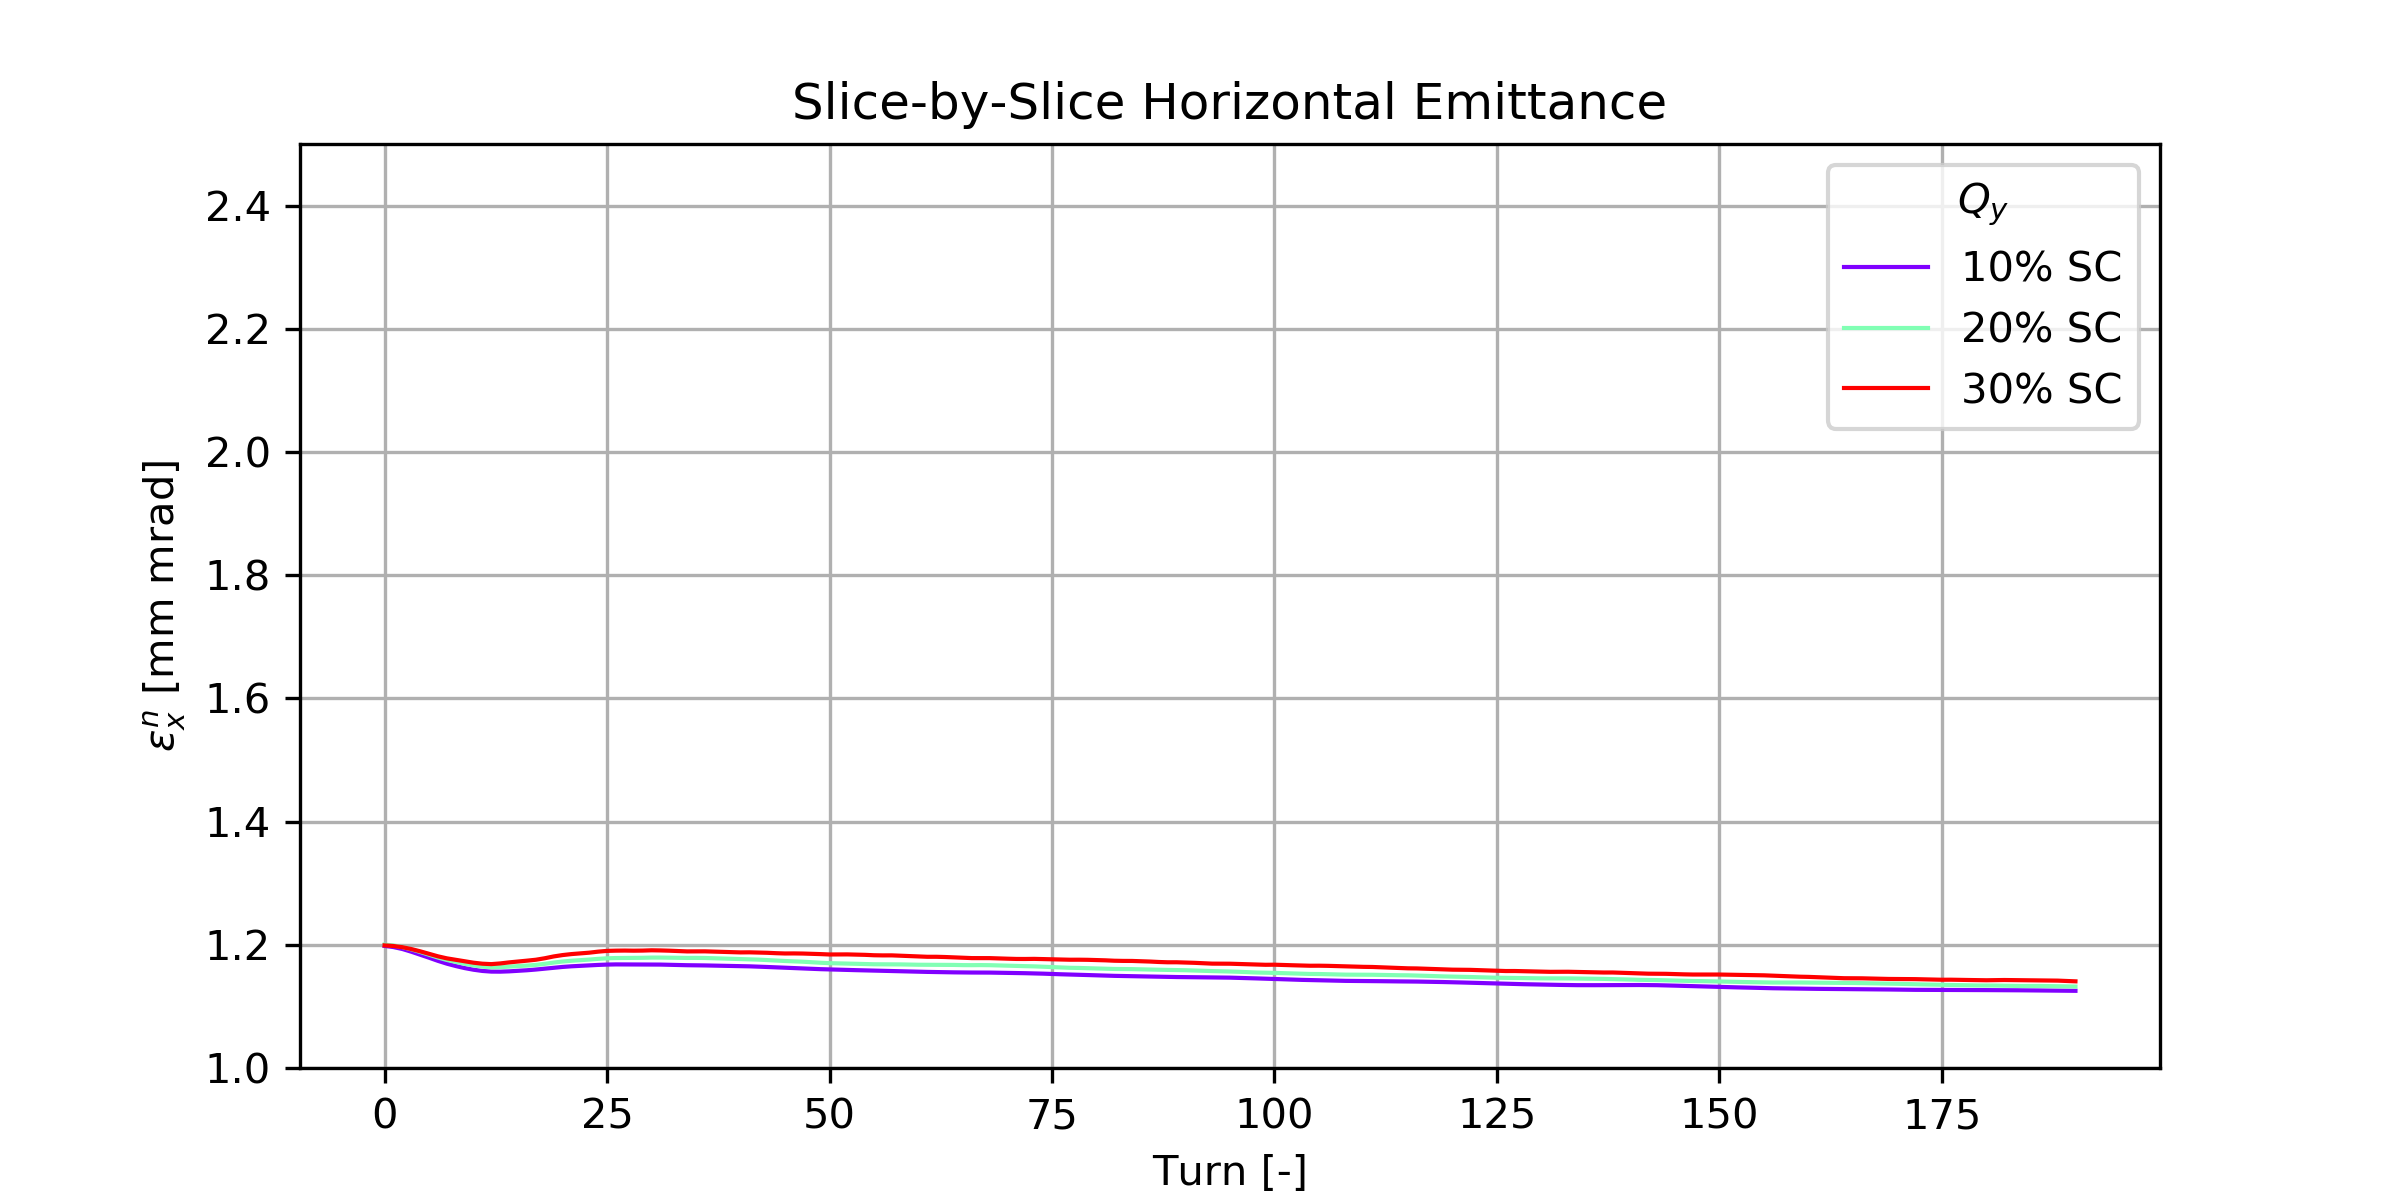 Slice-by-Slice Horizontal Emittance
Q_y
10% SC
20% SC
30% SC
ε_x^n [mm mrad]
2.4
2.2
2.0
1.8
1.6
1.4
1.2
1.0
0 25 50 75 100 125 150 175
Turn [-]